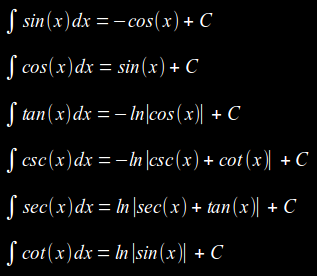 ∫ sin(x)dx = −cos(x) + C
∫ cos(x)dx = sin(x) + C
∫ tan(x)dx = − ln|cos(x)| + C
∫ csc(x)dx = −ln|csc(x) + cot(x)| + C
∫ sec(x)dx = ln|sec(x) + tan(x)| + C
∫ cot(x)dx = ln|sin(x)| + C